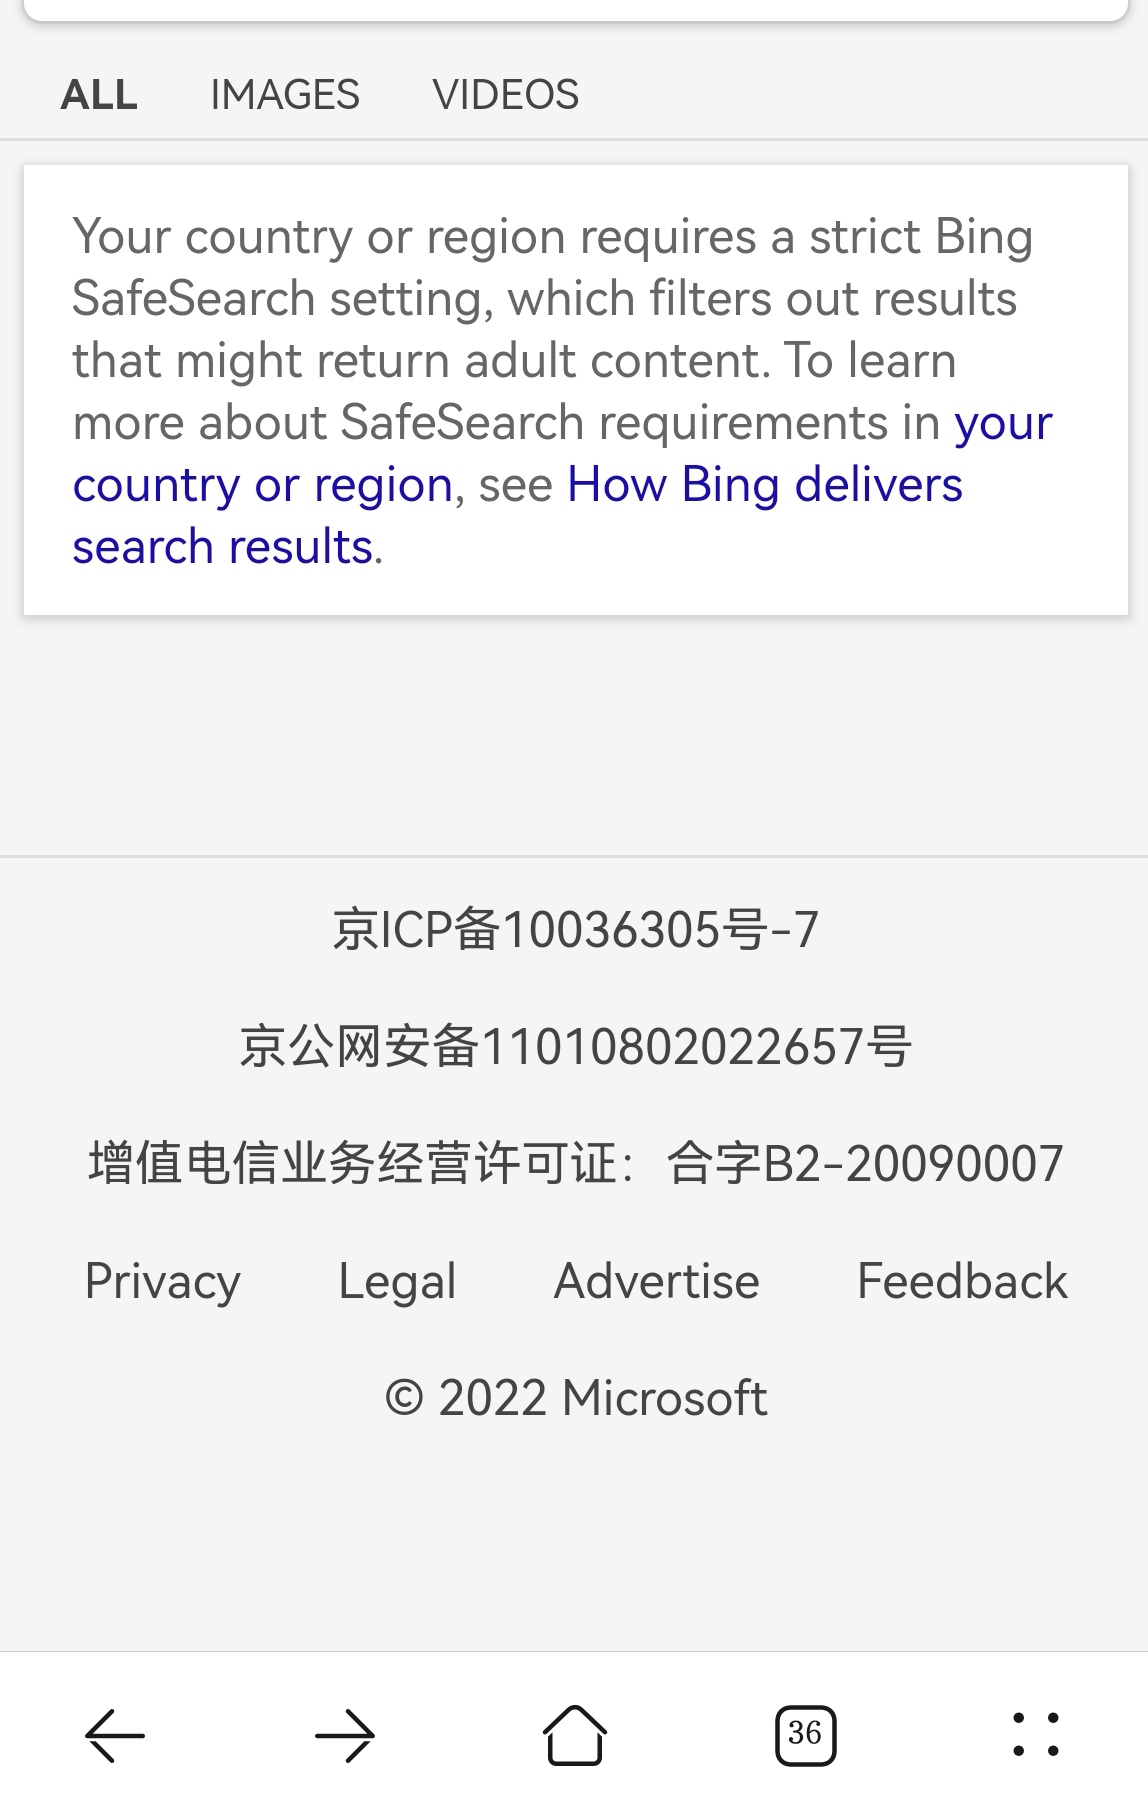 ALL IMAGES VIDEOS
Your country or region requires a strict Bing
SafeSearch setting, which filters out results
that might return adult content. To learn
more about SafeSearch requirements in your
country or region, see How Bing delivers
search results.
京ICP备10036305号-7
京公网安备11010802022657号
增值电信业务经营许可证：合字B2-20090007
Privacy Legal Advertise Feedback
© 2022 Microsoft
36